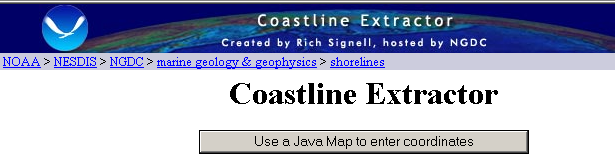 Coastline Extractor
Created by Rich Signell, hosted by NGDC
NOAA > NESDIS > NGDC > marine geology & geophysics > shorelines
Coastline Extractor
Use a Java Map to enter coordinates